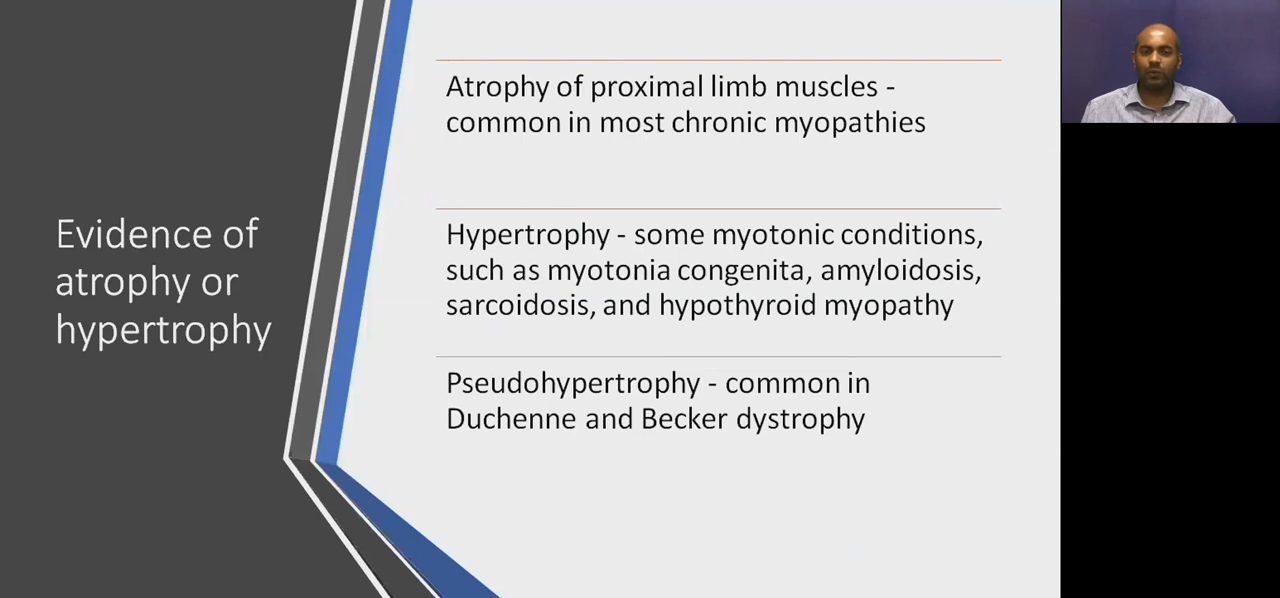 Evidence of
atrophy or
hypertrophy
Atrophy of proximal limb muscles -
common in most chronic myopathies
Hypertrophy - some myotonic conditions,
such as myotonia congenita, amyloidosis,
sarcoidosis, and hypothyroid myopathy
Pseudohypertrophy - common in
Duchenne and Becker dystrophy